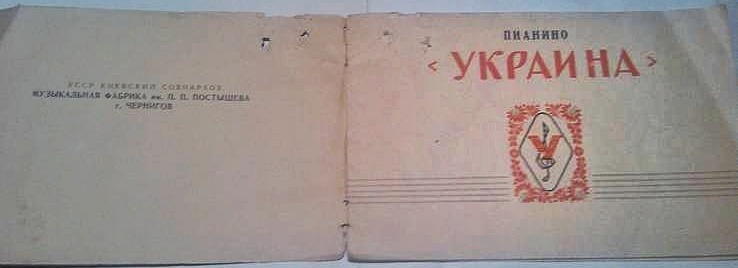 УССР КИЕВСКИЙ СОВНАРХОЗ
МУЗЫКАЛЬНАЯ ФАБРИКА им. П. П. ПОСТЫШЕВА
г. ЧЕРНИГОВ
ПИАНИНО
< УКРАИНА >
У